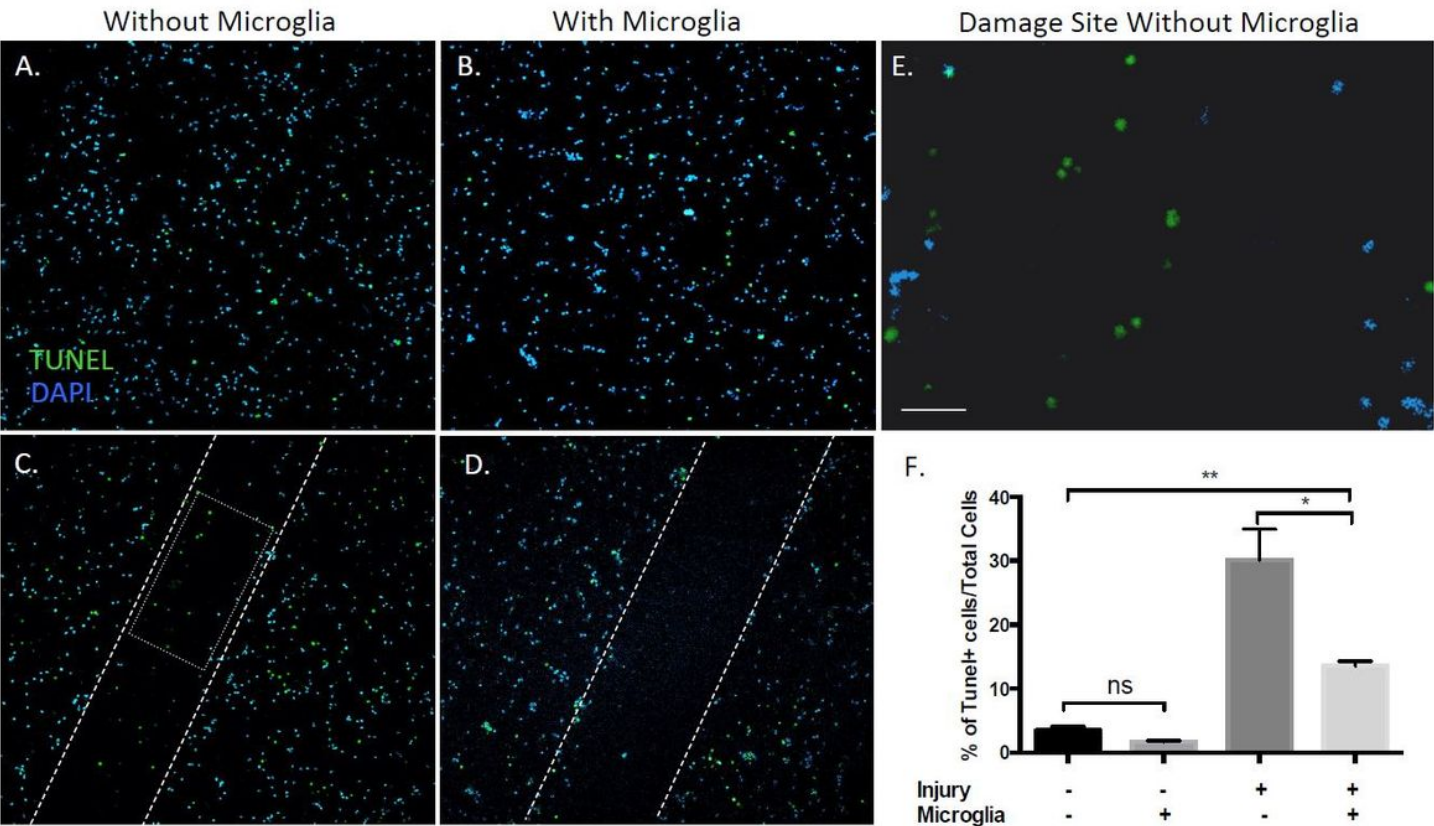 Without Microglia
With Microglia
Damage Site Without Microglia
A.
B.
E.
TUNEL
DAPI
C.
D.
F.
**
*
ns
% of Tunel+ cells/Total Cells
40
30
20
10
0
Injury - - + +
Microglia - + - +